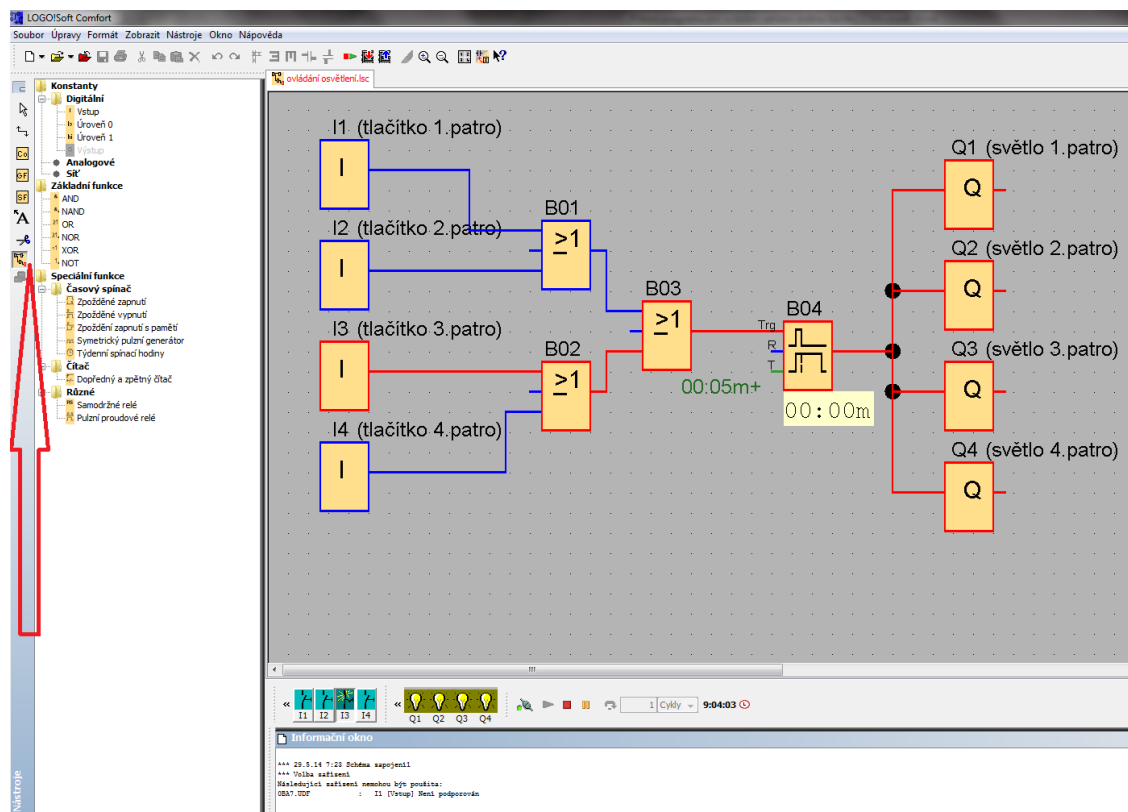 LOGO!Soft Comfort
Soubor Úpravy Formát Zobrazit Nástroje Okno Nápověda
ovládání osvětlení.lsc
Konstanty
Digitální
Vstup
Úroveň 0
Úroveň 1
Výstup
Analogové
Síť
Základní funkce
AND
NAND
OR
NOR
XOR
NOT
Speciální funkce
Časový spínač
Zpožděné zapnutí
Zpožděné vypnutí
Zpoždění zapnutí s pamětí
Symetrický pulzní generátor
Týdenní spínací hodiny
Čítač
Dopředný a zpětný čítač
Různé
Samodržné relé
Pulzní proudové relé
Co
GF
SF
A
Nástroje
I1 (tlačítko 1.patro)
I
I2 (tlačítko 2.patro)
I
I3 (tlačítko 3.patro)
I
I4 (tlačítko 4.patro)
I
B01
≥1
B02
≥1
B03
≥1
B04
Trg
R
T
00:05m+
00:00m
Q1 (světlo 1.patro)
Q
Q2 (světlo 2.patro)
Q
Q3 (světlo 3.patro)
Q
Q4 (světlo 4.patro)
Q
« I1 I2 I3 I4 « Q1 Q2 Q3 Q4 1 Cykly 9:04:03
Informační okno
*** 29.5.14 7:23 Schéma zapojení1
*** Volba zařízení
Následující zařízení nemohou být použita:
0BA7.UDF : I1 [Vstup] Není podporován